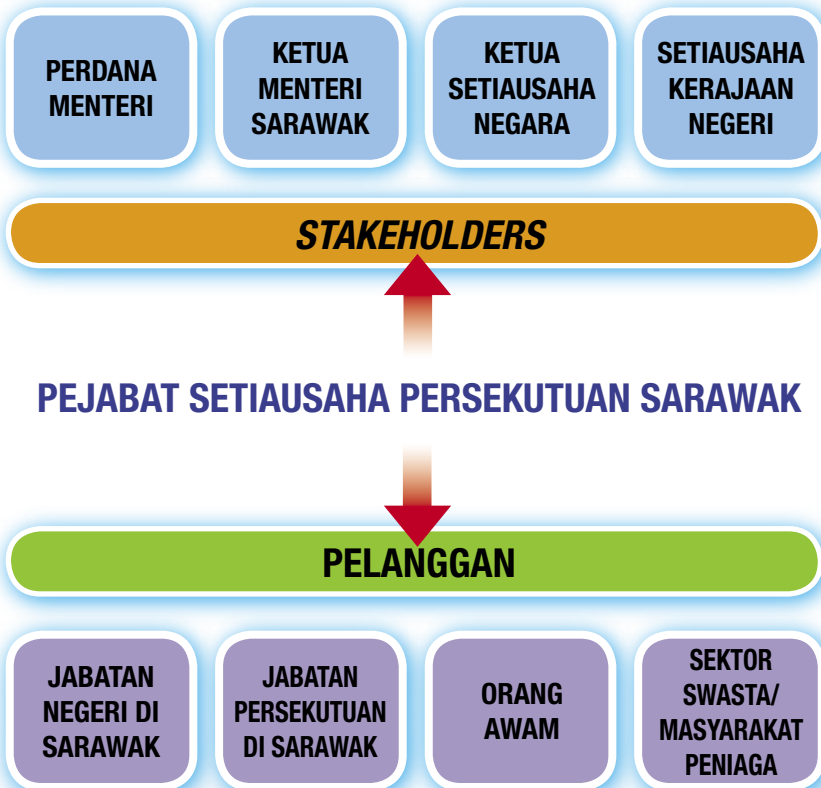 PERDANA
MENTERI
KETUA
MENTERI
SARAWAK
KETUA
SETIAUSAHA
NEGARA
SETIAUSAHA
KERAJAAN
NEGERI
STAKEHOLDERS
PEJABAT SETIAUSAHA PERSEKUTUAN SARAWAK
PELANGGAN
JABATAN
NEGERI DI
SARAWAK
JABATAN
PERSEKUTUAN
DI SARAWAK
ORANG
AWAM
SEKTOR
SWASTA/
MASYARAKAT
PENIAGA